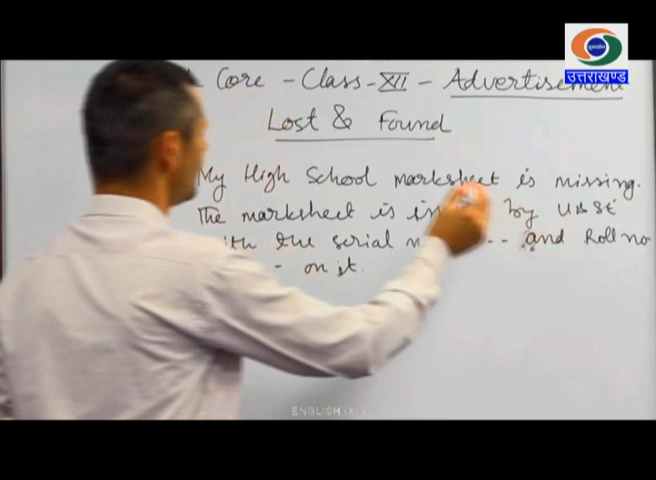 उत्तराखण्ड
Core - Class - XII - Advertisement
Lost & Found
My High School marksheet is missing.
The marksheet is in by UBSE
the serial and Roll no
- on it.